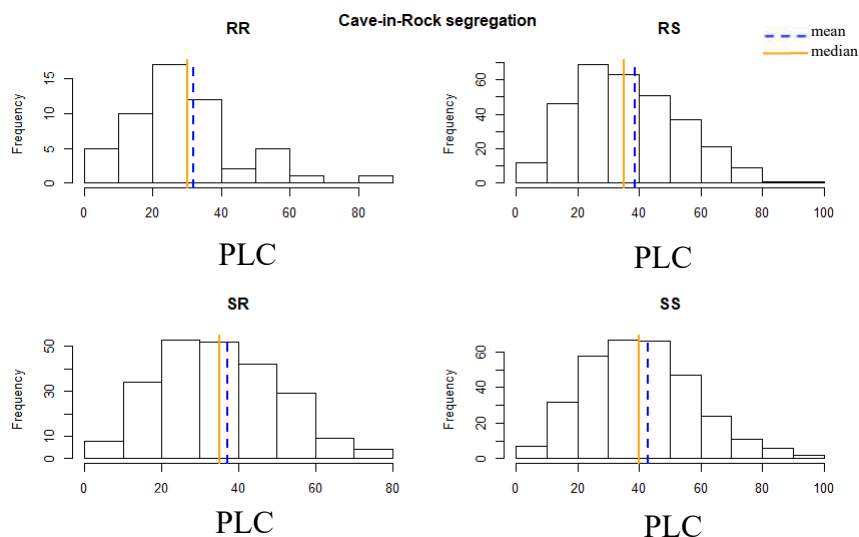 Cave-in-Rock segregation
mean
median
RR
Frequency
0 5 10 15
0 20 40 60 80
PLC
RS
Frequency
0 20 40 60
0 20 40 60 80 100
PLC
SR
Frequency
0 10 30 50
0 20 40 60 80
PLC
SS
Frequency
0 20 40 60
0 20 40 60 80 100
PLC